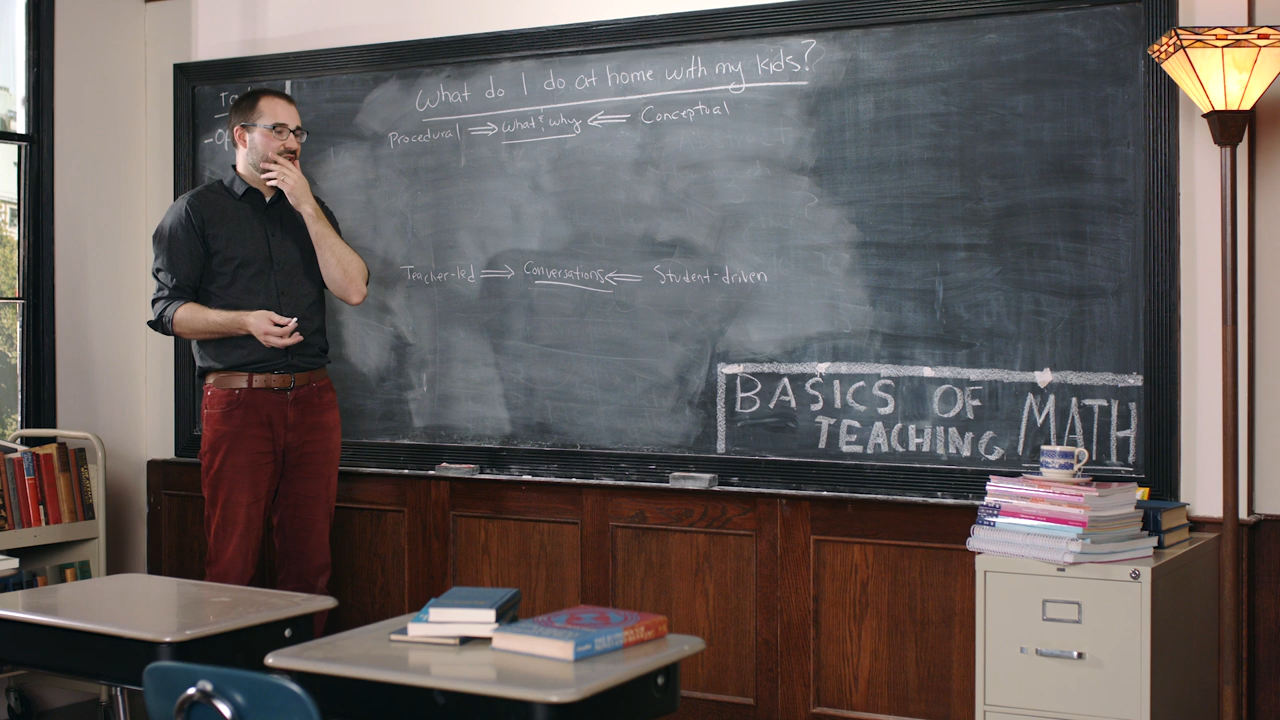 What do I do at home with my kids?
Procedural ⇒ what & why ⇐ Conceptual
Teacher-led ⇒ Conversations ⇐ Student-driven
BASICS OF
TEACHING MATH